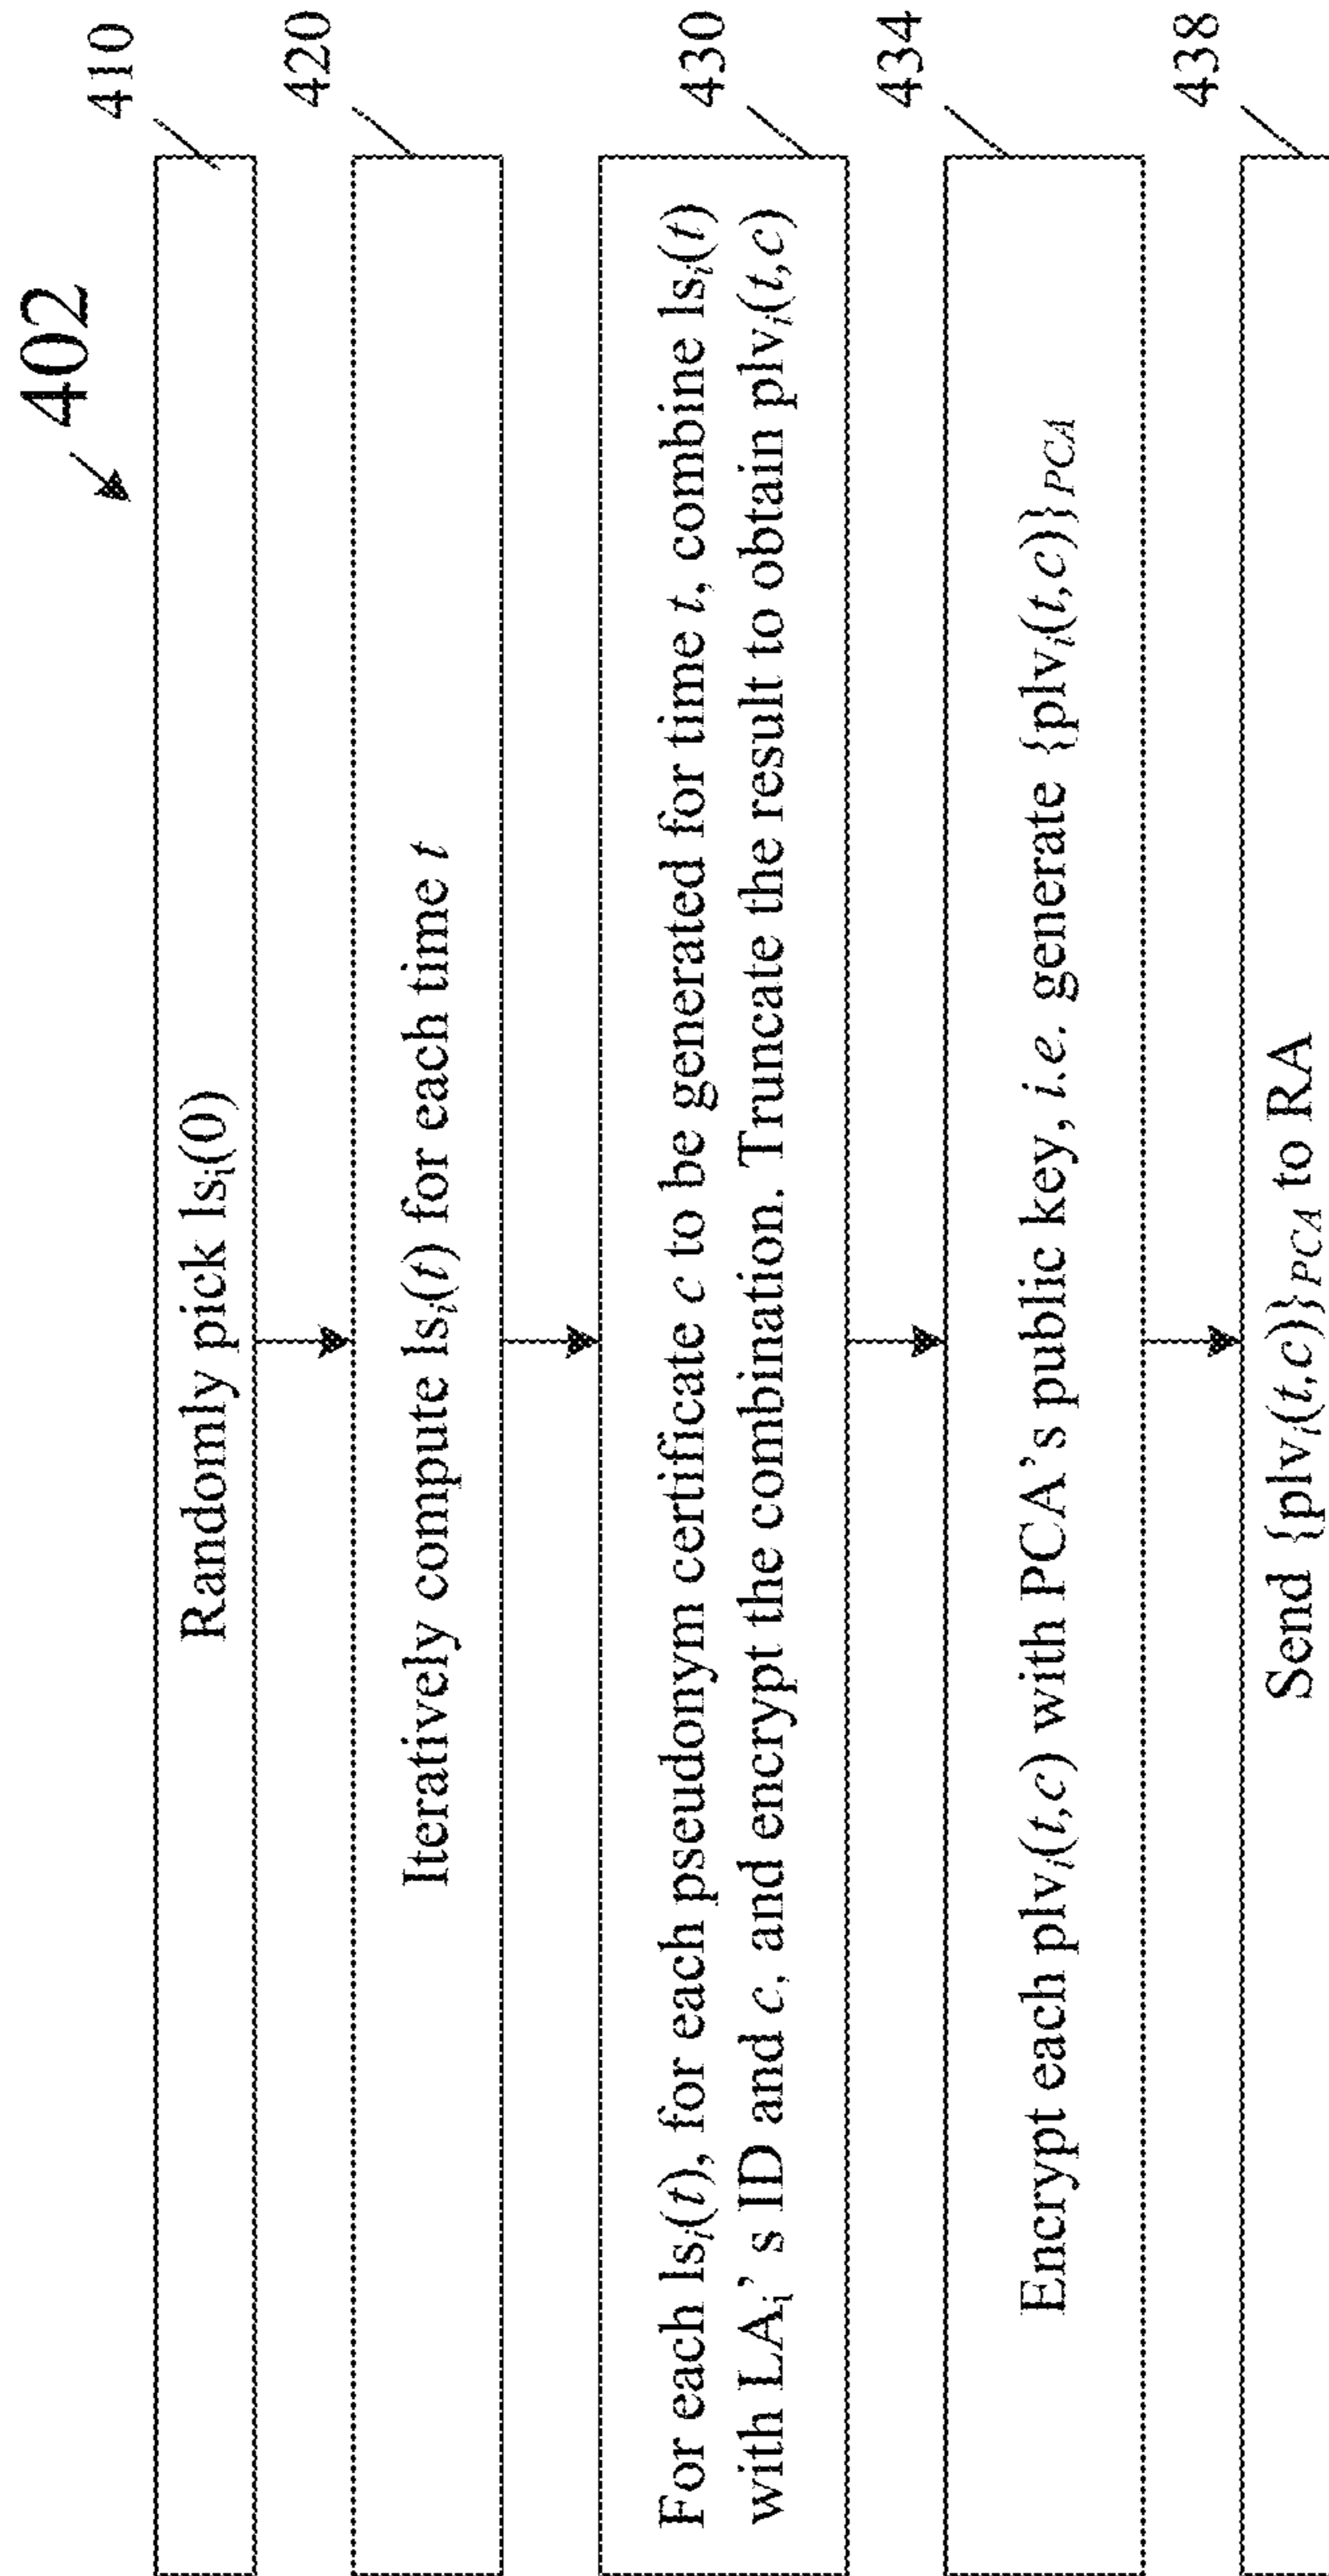 402
410
Randomly pick lsᵢ(0)
420
Iteratively compute lsᵢ(t) for each time t
430
For each lsᵢ(t), for each pseudonym certificate c to be generated for time t, combine lsᵢ(t)
with LAᵢ' s ID and c, and encrypt the combination. Truncate the result to obtain plvᵢ(t,c)
434
Encrypt each plvᵢ(t,c) with PCA's public key, i.e. generate {plvᵢ(t,c)}PCA
438
Send {plvᵢ(t,c)}PCA to RA